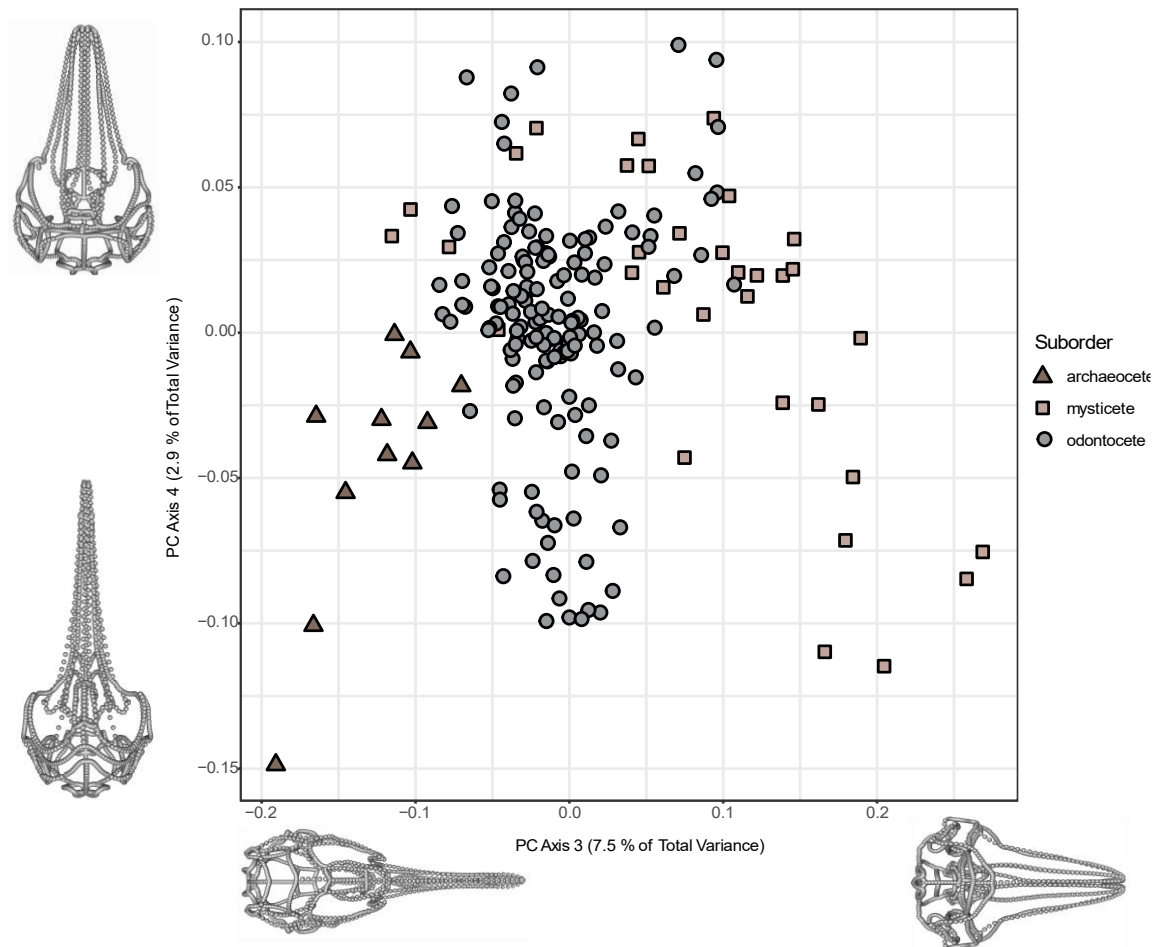 0.10
0.05
0.00
−0.05
−0.10
−0.15
PC Axis 4 (2.9 % of Total Variance)
−0.2
−0.1
0.0
0.1
0.2
PC Axis 3 (7.5 % of Total Variance)
Suborder
archaeocete
mysticete
odontocete